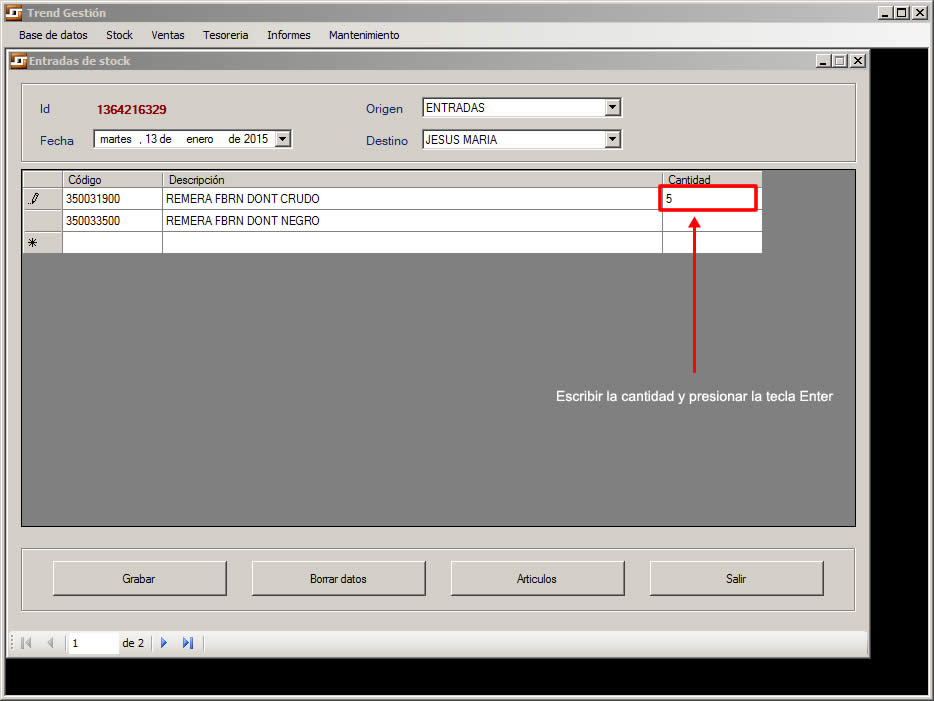 Trend Gestión
Base de datos Stock Ventas Tesoreria Informes Mantenimiento
Entradas de stock
Id 1364216329 Origen ENTRADAS
Fecha martes , 13 de enero de 2015 Destino JESUS MARIA
Código Descripción Cantidad
350031900 REMERA FBRN DONT CRUDO 5
350033500 REMERA FBRN DONT NEGRO
Escribir la cantidad y presionar la tecla Enter
Grabar Borrar datos Articulos Salir
1 de 2